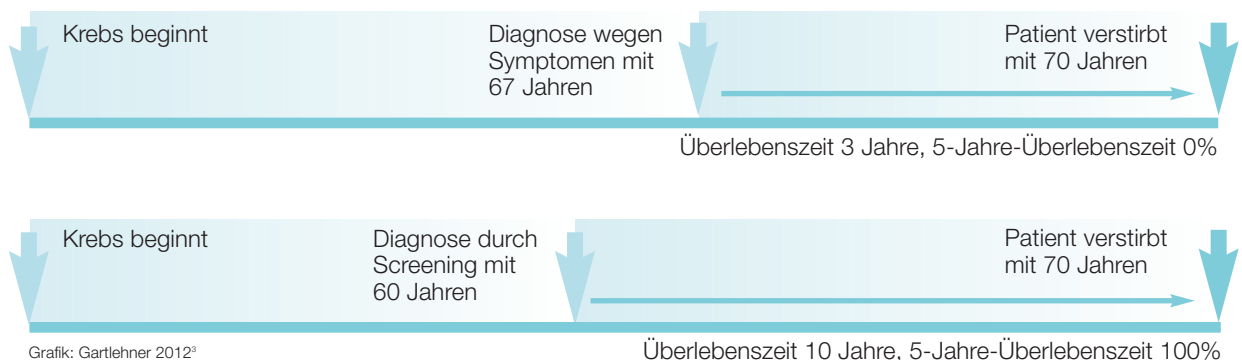 Krebs beginnt
Diagnose wegen
Symptomen mit
67 Jahren
Patient verstirbt
mit 70 Jahren
Überlebenszeit 3 Jahre, 5-Jahre-Überlebenszeit 0%
Krebs beginnt
Diagnose durch
Screening mit
60 Jahren
Patient verstirbt
mit 70 Jahren
Grafik: Gartlehner 2012³
Überlebenszeit 10 Jahre, 5-Jahre-Überlebenszeit 100%